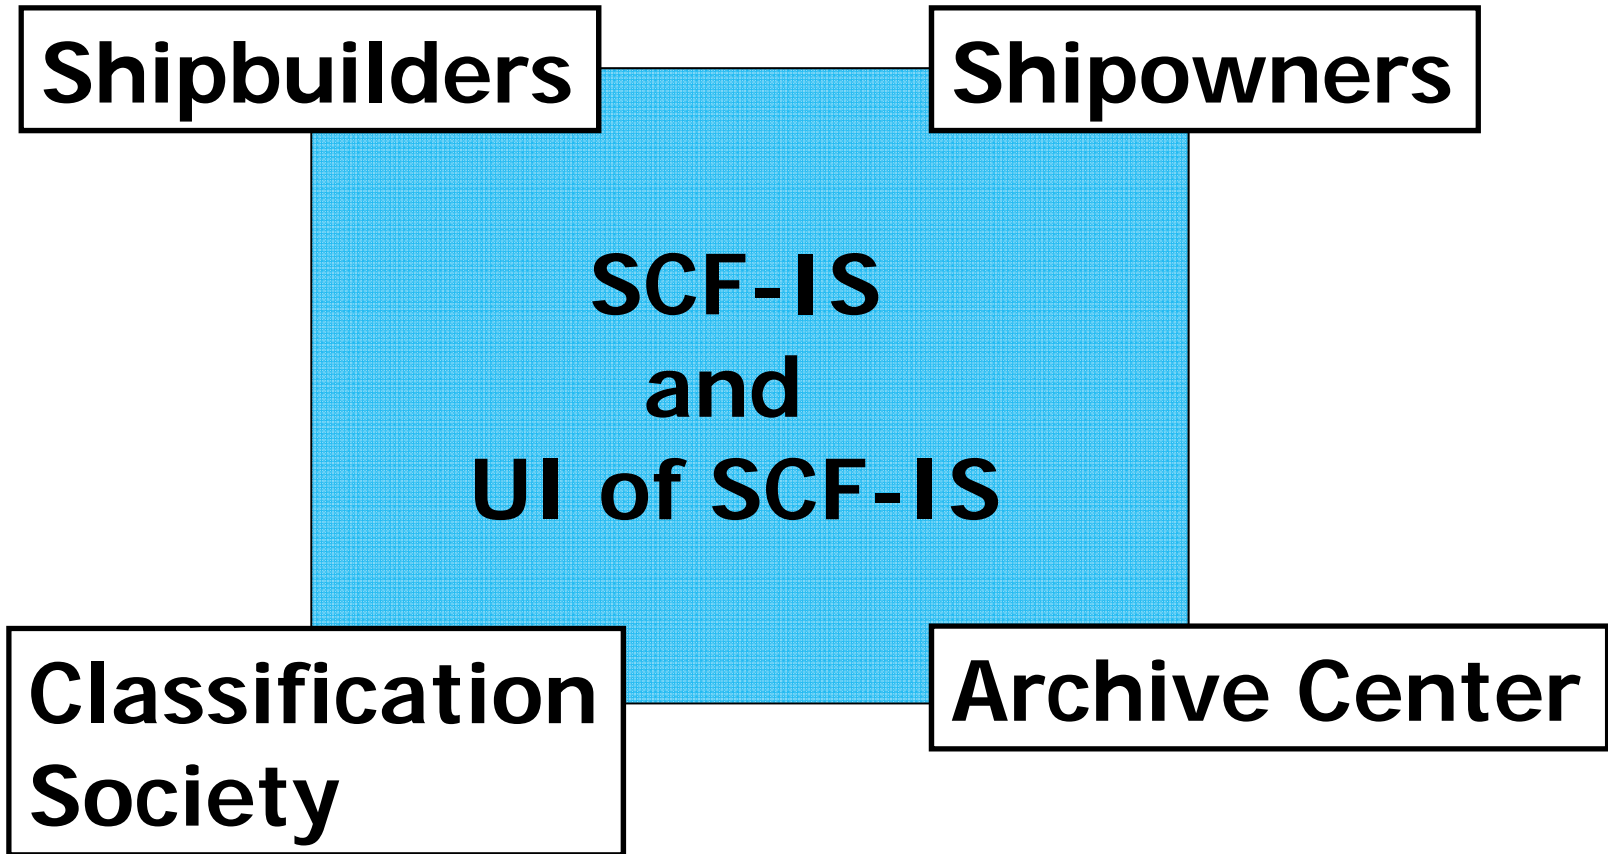 Shipbuilders
Shipowners
SCF-IS
and
UI of SCF-IS
Classification
Society
Archive Center